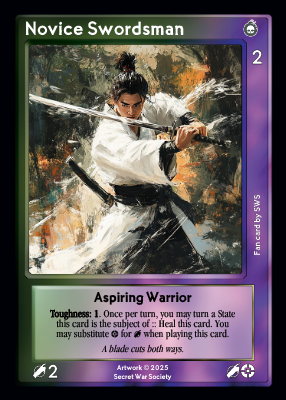 Novice Swordsman
2
Fan card by SWS
Aspiring Warrior
Toughness: 1. Once per turn, you may turn a State
this card is the subject of :: Heal this card. You
may substitute for when playing this card.
A blade cuts both ways.
2
Artwork © 2025
Secret War Society